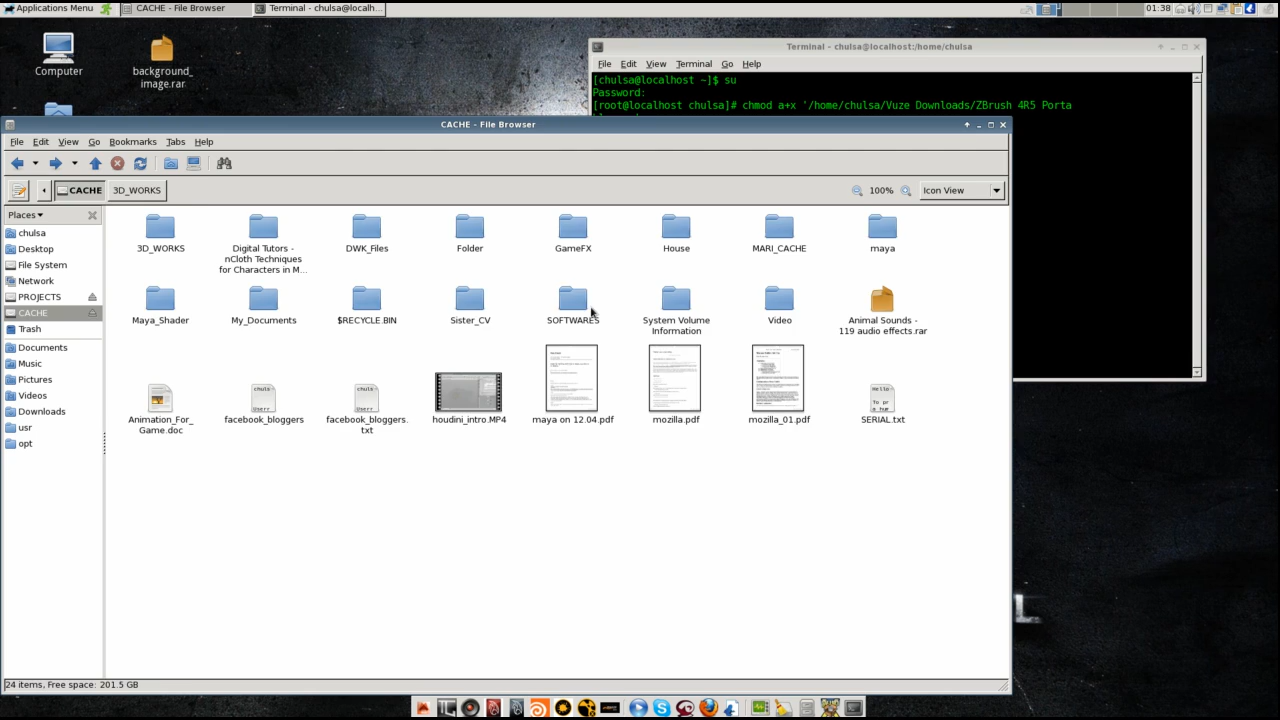 Applications Menu
CACHE - File Browser
Terminal - chulsa@localh...
01:38
Computer
background_
image.rar
Terminal - chulsa@localhost:/home/chulsa
File Edit View Terminal Go Help
[chulsa@localhost ~]$ su
Password:
[root@localhost chulsa]# chmod a+x '/home/chulsa/Vuze Downloads/ZBrush 4R5 Porta
CACHE - File Browser
File Edit View Go Bookmarks Tabs Help
CACHE
3D_WORKS
100%
Icon View
Places
chulsa
Desktop
File System
Network
PROJECTS
CACHE
Trash
Documents
Music
Pictures
Videos
Downloads
usr
opt
3D_WORKS
Digital Tutors -
nCloth Techniques
for Characters in M...
DWK_Files
Folder
GameFX
House
MARI_CACHE
maya
Maya_Shader
My_Documents
$RECYCLE.BIN
Sister_CV
SOFTWARES
System Volume
Information
Video
Animal Sounds -
119 audio effects.rar
Animation_For_
Game.doc
facebook_bloggers
facebook_bloggers.
txt
houdini_intro.MP4
maya on 12.04.pdf
mozilla.pdf
mozilla_01.pdf
SERIAL.txt
24 items, Free space: 201.5 GB